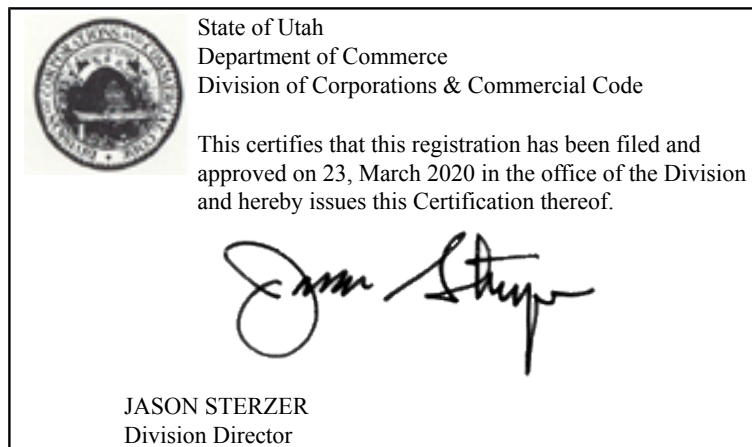 State of Utah
Department of Commerce
Division of Corporations & Commercial Code
This certifies that this registration has been filed and
approved on 23, March 2020 in the office of the Division
and hereby issues this Certification thereof.
JASON STERZER
Division Director